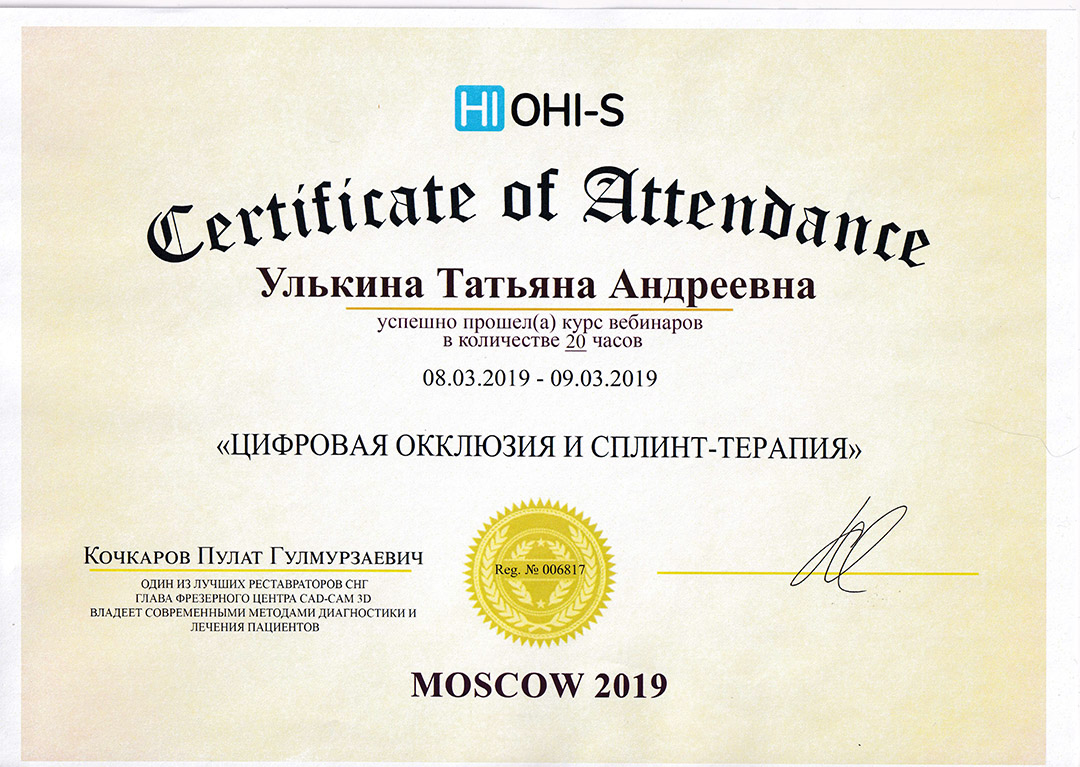 HI OHI-S
Certificate of Attendance
Улькина Татьяна Андреевна
успешно прошел(а) курс вебинаров
в количестве 20 часов
08.03.2019 - 09.03.2019
«ЦИФРОВАЯ ОККЛЮЗИЯ И СПЛИНТ-ТЕРАПИЯ»
КОЧКАРОВ ПУЛАТ ГУЛМУРЗАЕВИЧ
ОДИН ИЗ ЛУЧШИХ РЕСТАВРАТОРОВ СНГ
ГЛАВА ФРЕЗЕРНОГО ЦЕНТРА CAD-CAM 3D
ВЛАДЕЕТ СОВРЕМЕННЫМИ МЕТОДАМИ ДИАГНОСТИКИ И
ЛЕЧЕНИЯ ПАЦИЕНТОВ
Reg. № 006817
MOSCOW 2019